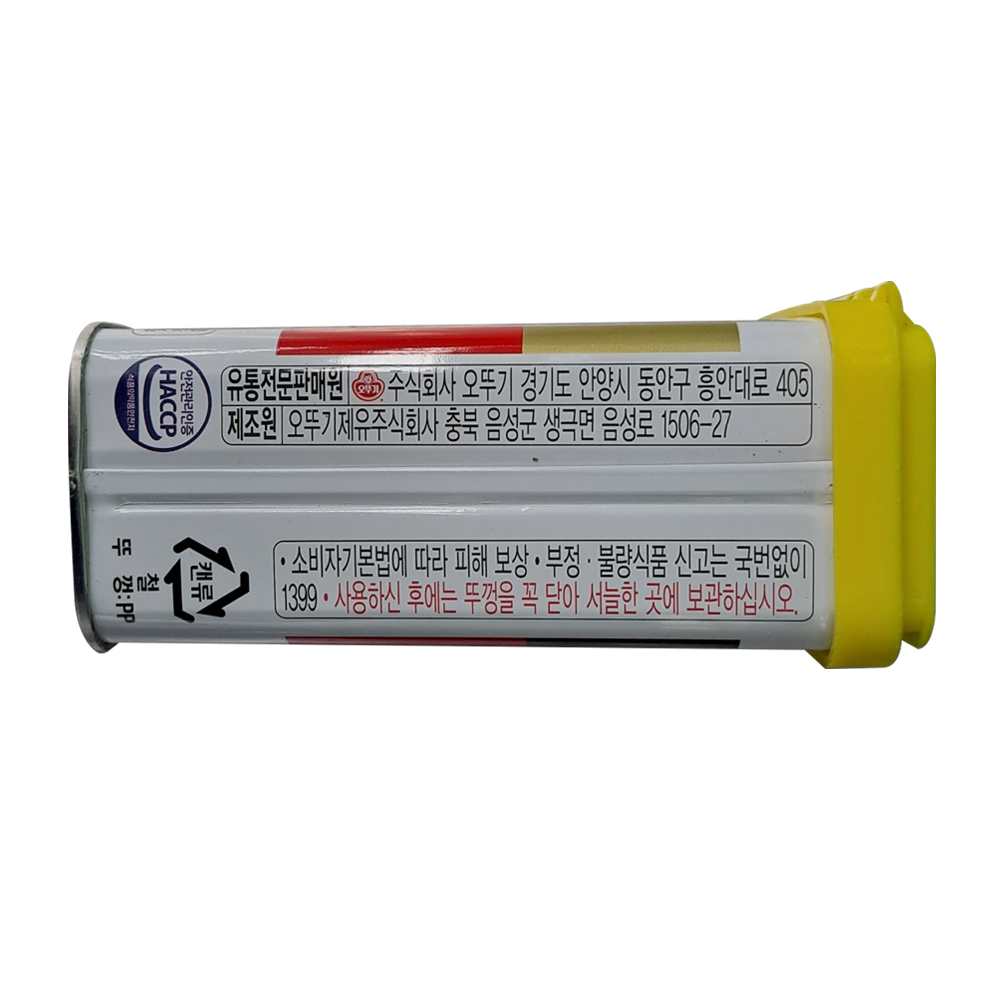 유통전문판매원 오뚜기 주식회사 오뚜기 경기도 안양시 동안구 흥안대로 405
제조원 오뚜기제유주식회사 충북 음성군 생극면 음성로 1506-27
안전관리인증
HACCP
식품의약품안전처
• 소비자기본법에 따라 피해 보상 • 부정·불량식품 신고는 국번없이
1399 • 사용하신 후에는 뚜껑을 꼭 닫아 서늘한 곳에 보관하십시오.
캔류
철
뚜 껑:PP